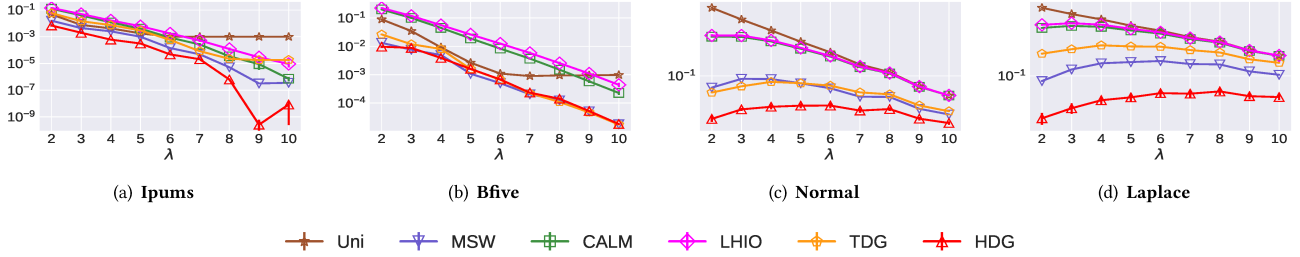 10⁻¹
10⁻³
10⁻⁵
10⁻⁷
10⁻⁹
2 3 4 5 6 7 8 9 10
λ
(a) Ipums
10⁻¹
10⁻²
10⁻³
10⁻⁴
2 3 4 5 6 7 8 9 10
λ
(b) Bfive
10⁻¹
2 3 4 5 6 7 8 9 10
λ
(c) Normal
10⁻¹
2 3 4 5 6 7 8 9 10
λ
(d) Laplace
Uni MSW CALM LHIO TDG HDG